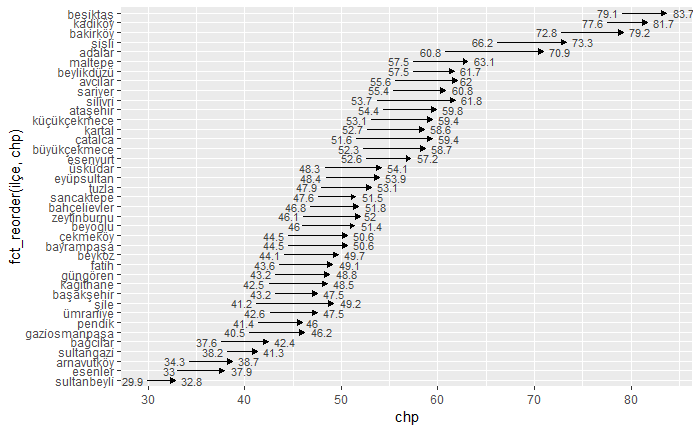 beşiktaş 79.1 83.7
kadıköy 77.6 81.7
bakırköy 72.8 79.2
şişli 66.2 73.3
adalar 60.8 70.9
maltepe 57.5 63.1
beylikdüzü 57.5 61.7
avcılar 55.6 62
sarıyer 55.4 60.8
silivri 53.7 61.8
ataşehir 54.4 59.8
küçükçekmece 53.1 59.4
kartal 52.7 58.6
çatalca 51.6 59.4
büyükçekmece 52.3 58.7
esenyurt 52.6 57.2
üsküdar 48.3 54.1
eyüpsultan 48.4 53.9
tuzla 47.9 53.1
sancaktepe 47.6 51.5
bahçelievler 46.8 51.8
zeytinburnu 46.1 52
beyoğlu 46 51.4
çekmeköy 44.5 50.6
bayrampaşa 44.5 50.6
beykoz 44.1 49.7
fatih 43.6 49.1
güngören 43.2 48.8
kağıthane 42.5 48.5
başakşehir 43.2 47.5
şile 41.2 49.2
ümraniye 42.6 47.5
pendik 41.4 46
gaziosmanpaşa 40.5 46.2
bağcılar 37.6 42.4
sultangazi 38.2 41.3
arnavutköy 34.3 38.7
esenler 33 37.9
sultanbeyli 29.9 32.8
30 40 50 60 70 80
chp
fct_reorder(ilçe, chp)